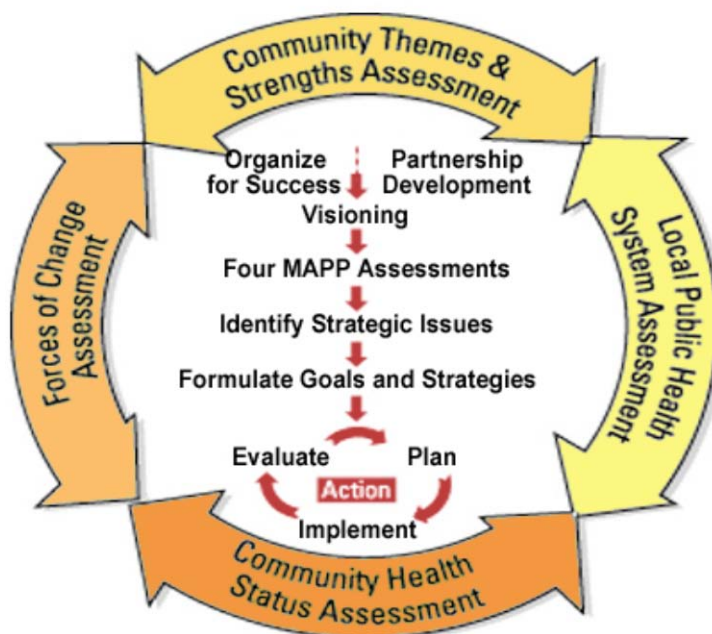 Community Themes &
Strengths Assessment
Organize
for Success
Partnership
Development
Visioning
Four MAPP Assessments
Identify Strategic Issues
Formulate Goals and Strategies
Evaluate
Plan
Action
Implement
Forces of Change
Assessment
Local Public Health
System Assessment
Community Health
Status Assessment